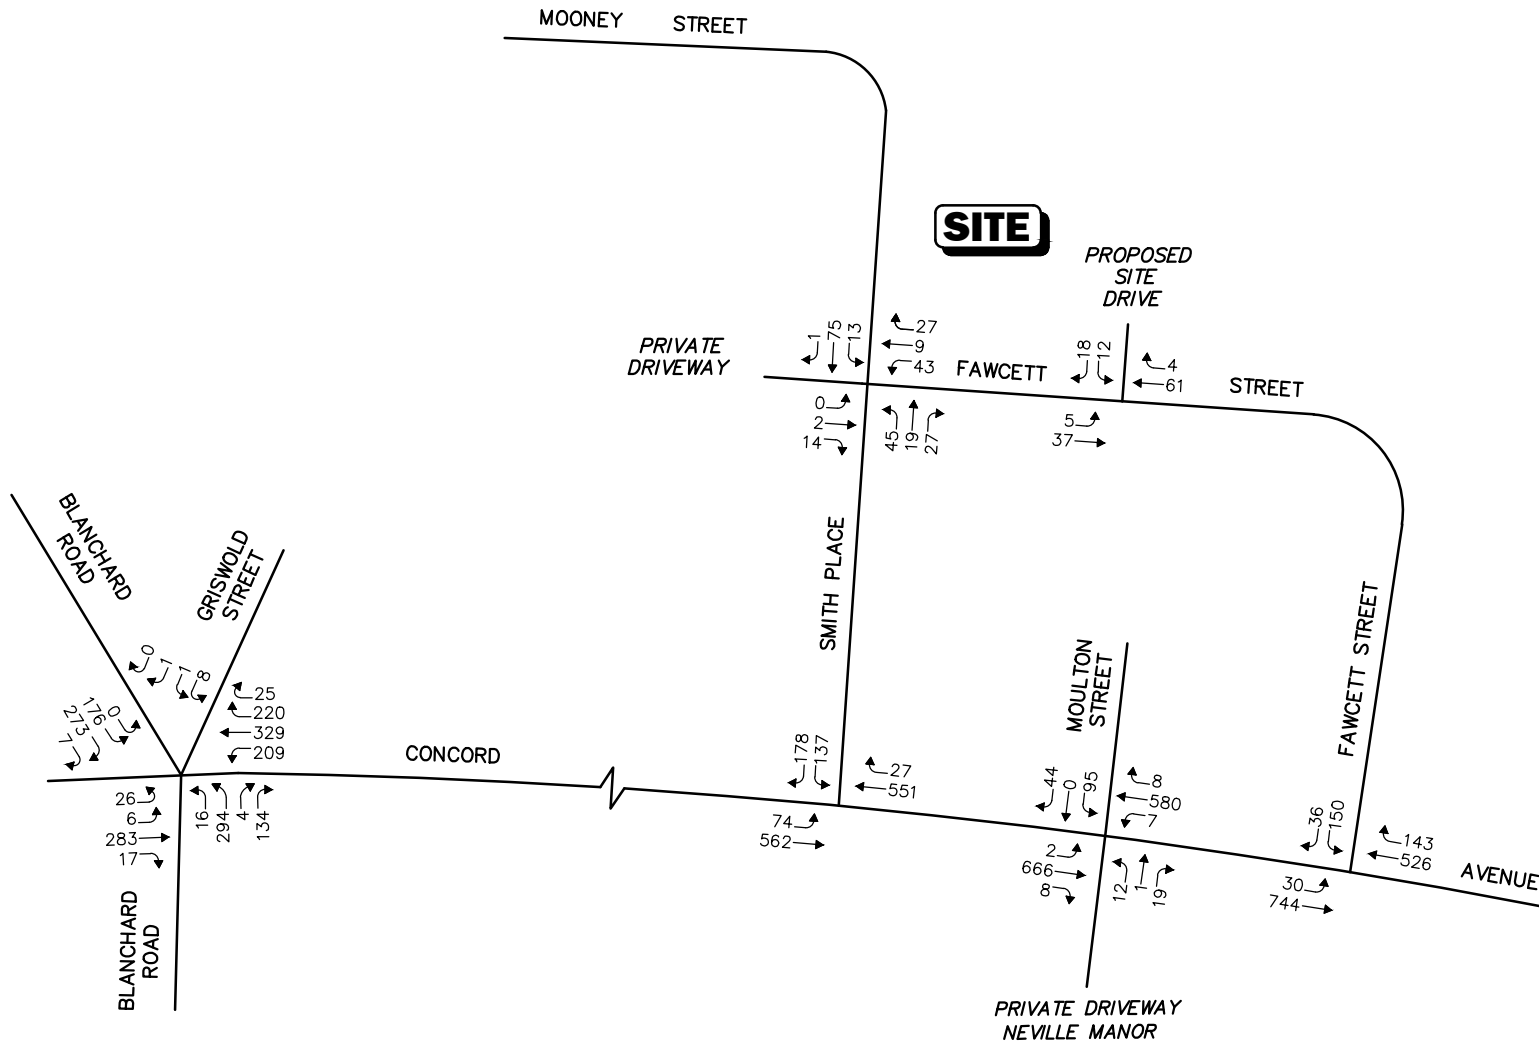 MOONEY STREET
SITE
PROPOSED
SITE
DRIVE
PRIVATE
DRIVEWAY
1
75
13
27
9
43
FAWCETT STREET
18
12
4
61
0
2
14
45
19
27
5
37
BLANCHARD
ROAD
GRISWOLD
STREET
SMITH PLACE
MOULTON
STREET
FAWCETT STREET
0
1
1
8
0
176
273
7
25
220
329
209
CONCORD AVENUE
26
6
283
17
16
294
4
134
BLANCHARD
ROAD
178
137
27
551
74
562
44
0
95
8
580
7
2
666
8
12
1
19
36
150
143
526
30
744
PRIVATE DRIVEWAY
NEVILLE MANOR